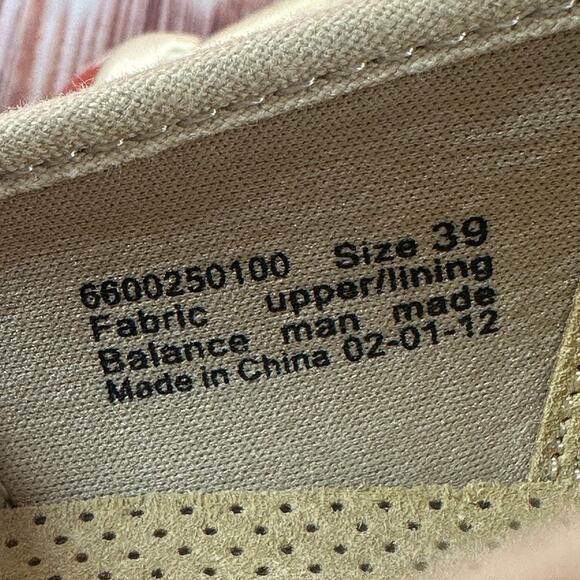 6600250100 Size 39
Fabric upper/lining
Balance man made
Made in China 02-01-12